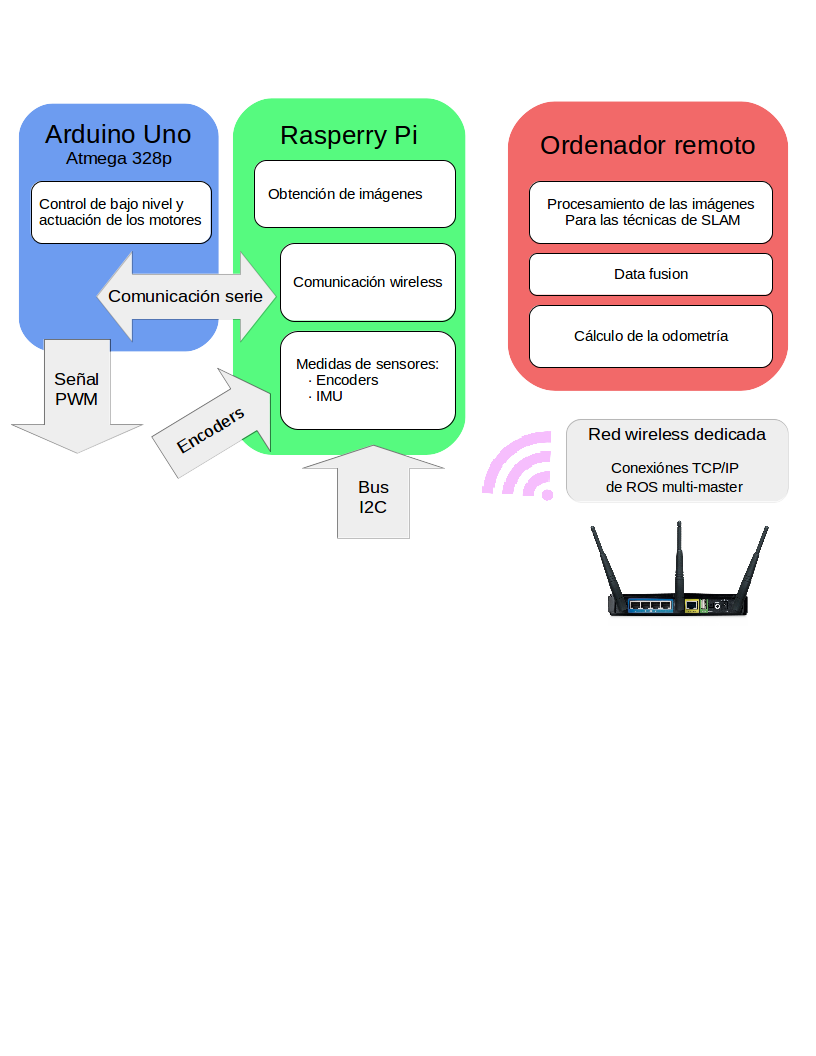 Arduino Uno
Atmega 328p
Control de bajo nivel y
actuación de los motores
Comunicación serie
Señal
PWM
Rasperry Pi
Obtención de imágenes
Comunicación wireless
Medidas de sensores:
· Encoders
· IMU
Encoders
Bus
I2C
Ordenador remoto
Procesamiento de las imágenes
Para las técnicas de SLAM
Data fusion
Cálculo de la odometría
Red wireless dedicada
Conexiónes TCP/IP
de ROS multi-master